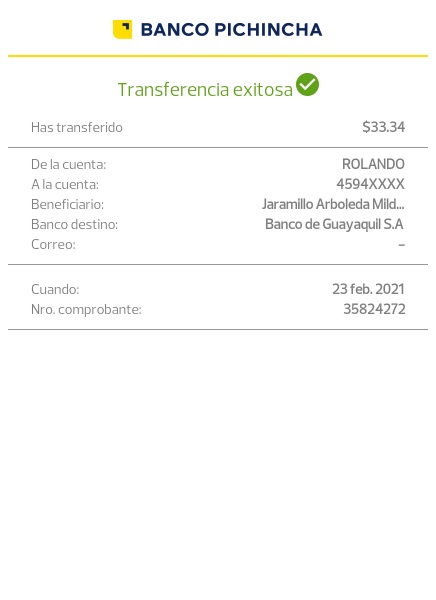 BANCO PICHINCHA
Transferencia exitosa
Has transferido $33.34
De la cuenta: ROLANDO
A la cuenta: 4594XXXX
Beneficiario: Jaramillo Arboleda Mild...
Banco destino: Banco de Guayaquil S.A
Correo: –
Cuando: 23 feb. 2021
Nro. comprobante: 35824272